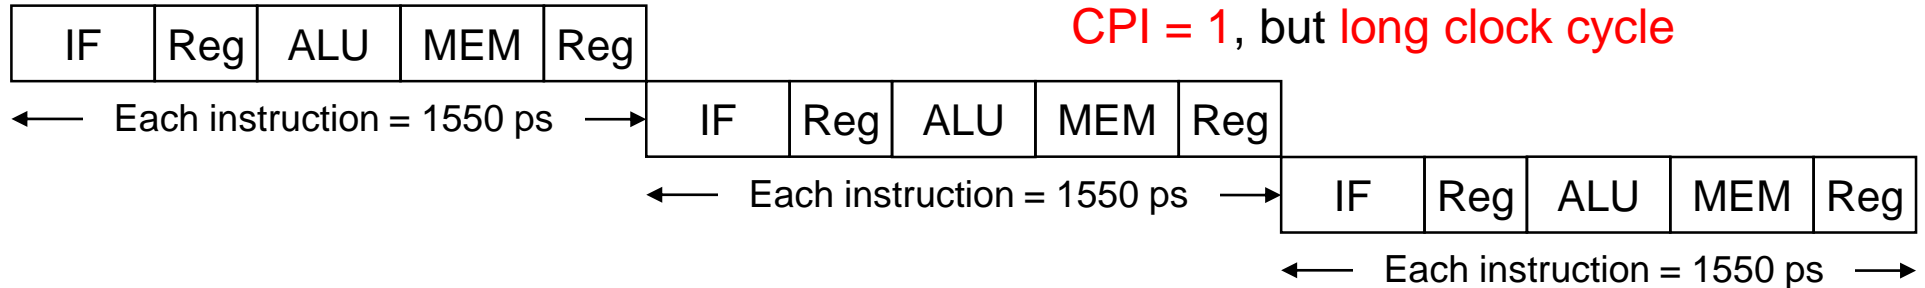 CPI = 1, but long clock cycle
IF Reg ALU MEM Reg
Each instruction = 1550 ps
IF Reg ALU MEM Reg
Each instruction = 1550 ps
IF Reg ALU MEM Reg
Each instruction = 1550 ps